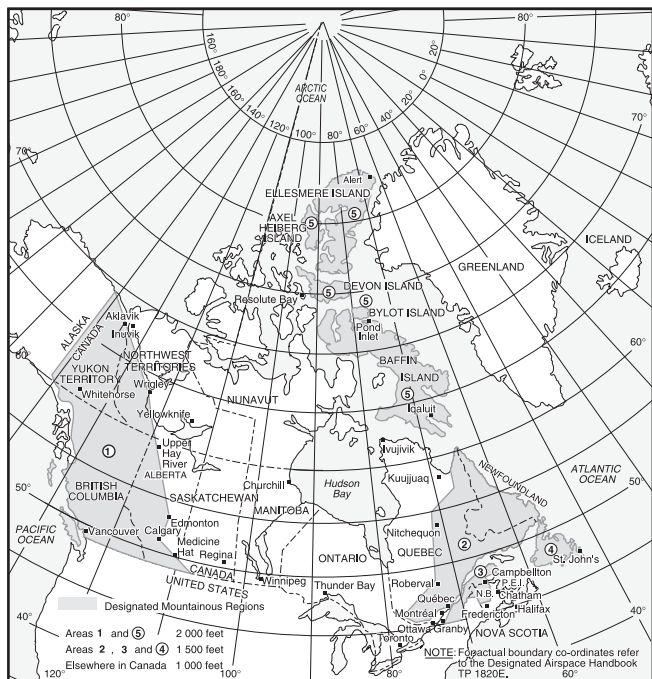 80°
160°
180°
160°
140°
120°
100°
80°
60°
40°
20°
0°
20°
80°
70°
ARCTIC
OCEAN
Alert
ELLESMERE ISLAND
5
AXEL
HEIBERG
ISLAND
5
DEVON ISLAND
5
5
BYLOT ISLAND
Resolute Bay
Pond
Inlet
GREENLAND
ICELAND
70°
60°
ALASKA
CANADA
Aklavik
Inuvik
YUKON
TERRITORY
Whitehorse
NORTHWEST
TERRITORIES
Wrigley
Yellowknife
NUNAVUT
BAFFIN
ISLAND
5
Iqaluit
60°
50°
1
BRITISH
COLUMBIA
Upper
Hay
River
ALBERTA
SASKATCHEWAN
Churchill
MANITOBA
Hudson
Bay
Ivujivik
Kuujjuaq
NEWFOUNDLAND
ATLANTIC
OCEAN
50°
PACIFIC
OCEAN
Vancouver
Edmonton
Calgary
Medicine
Hat
Regina
CANADA
UNITED STATES
Winnipeg
ONTARIO
Thunder Bay
Nitchequon
QUEBEC
2
4
St. John's
Roberval
3
Campbellton
P.E.I.
N.B.
Chatham
Québec
Montréal
Ottawa
Granby
Toronto
Fredericton
Halifax
NOVA SCOTIA
40°
40°
Designated Mountainous Regions
Areas 1 and 5 2 000 feet
Areas 2, 3 and 4 1 500 feet
Elsewhere in Canada 1 000 feet
120°
100°
80°
60°
NOTE: For actual boundary co-ordinates refer
to the Designated Airspace Handbook
TP 1820E.